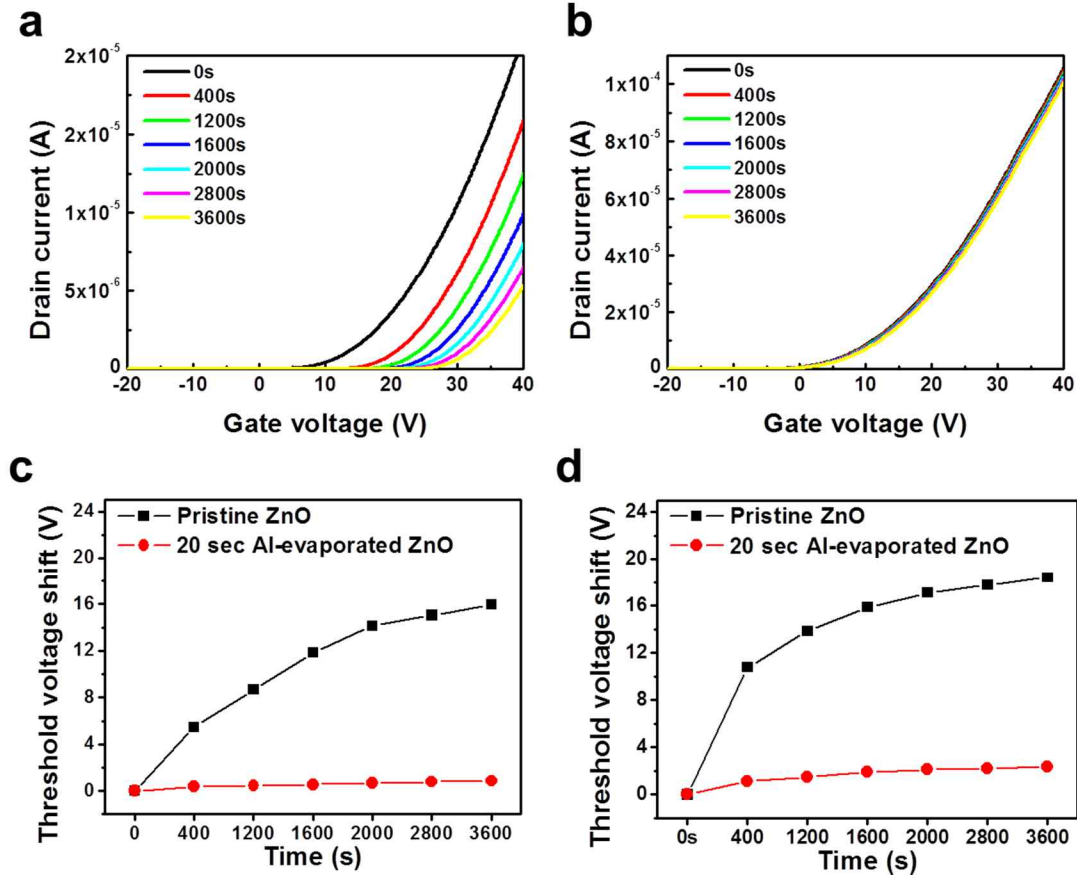 a
2x10⁻⁵
2x10⁻⁵
1x10⁻⁵
5x10⁻⁶
0
Drain current (A)
0s
400s
1200s
1600s
2000s
2800s
3600s
-20 -10 0 10 20 30 40
Gate voltage (V)
b
1x10⁻⁴
8x10⁻⁵
6x10⁻⁵
4x10⁻⁵
2x10⁻⁵
0
Drain current (A)
0s
400s
1200s
1600s
2000s
2800s
3600s
-20 -10 0 10 20 30 40
Gate voltage (V)
c
24
20
16
12
8
4
0
Threshold voltage shift (V)
Pristine ZnO
20 sec Al-evaporated ZnO
0 400 1200 1600 2000 2800 3600
Time (s)
d
24
20
16
12
8
4
0
Threshold voltage shift (V)
Pristine ZnO
20 sec Al-evaporated ZnO
0s 400 1200 1600 2000 2800 3600
Time (s)